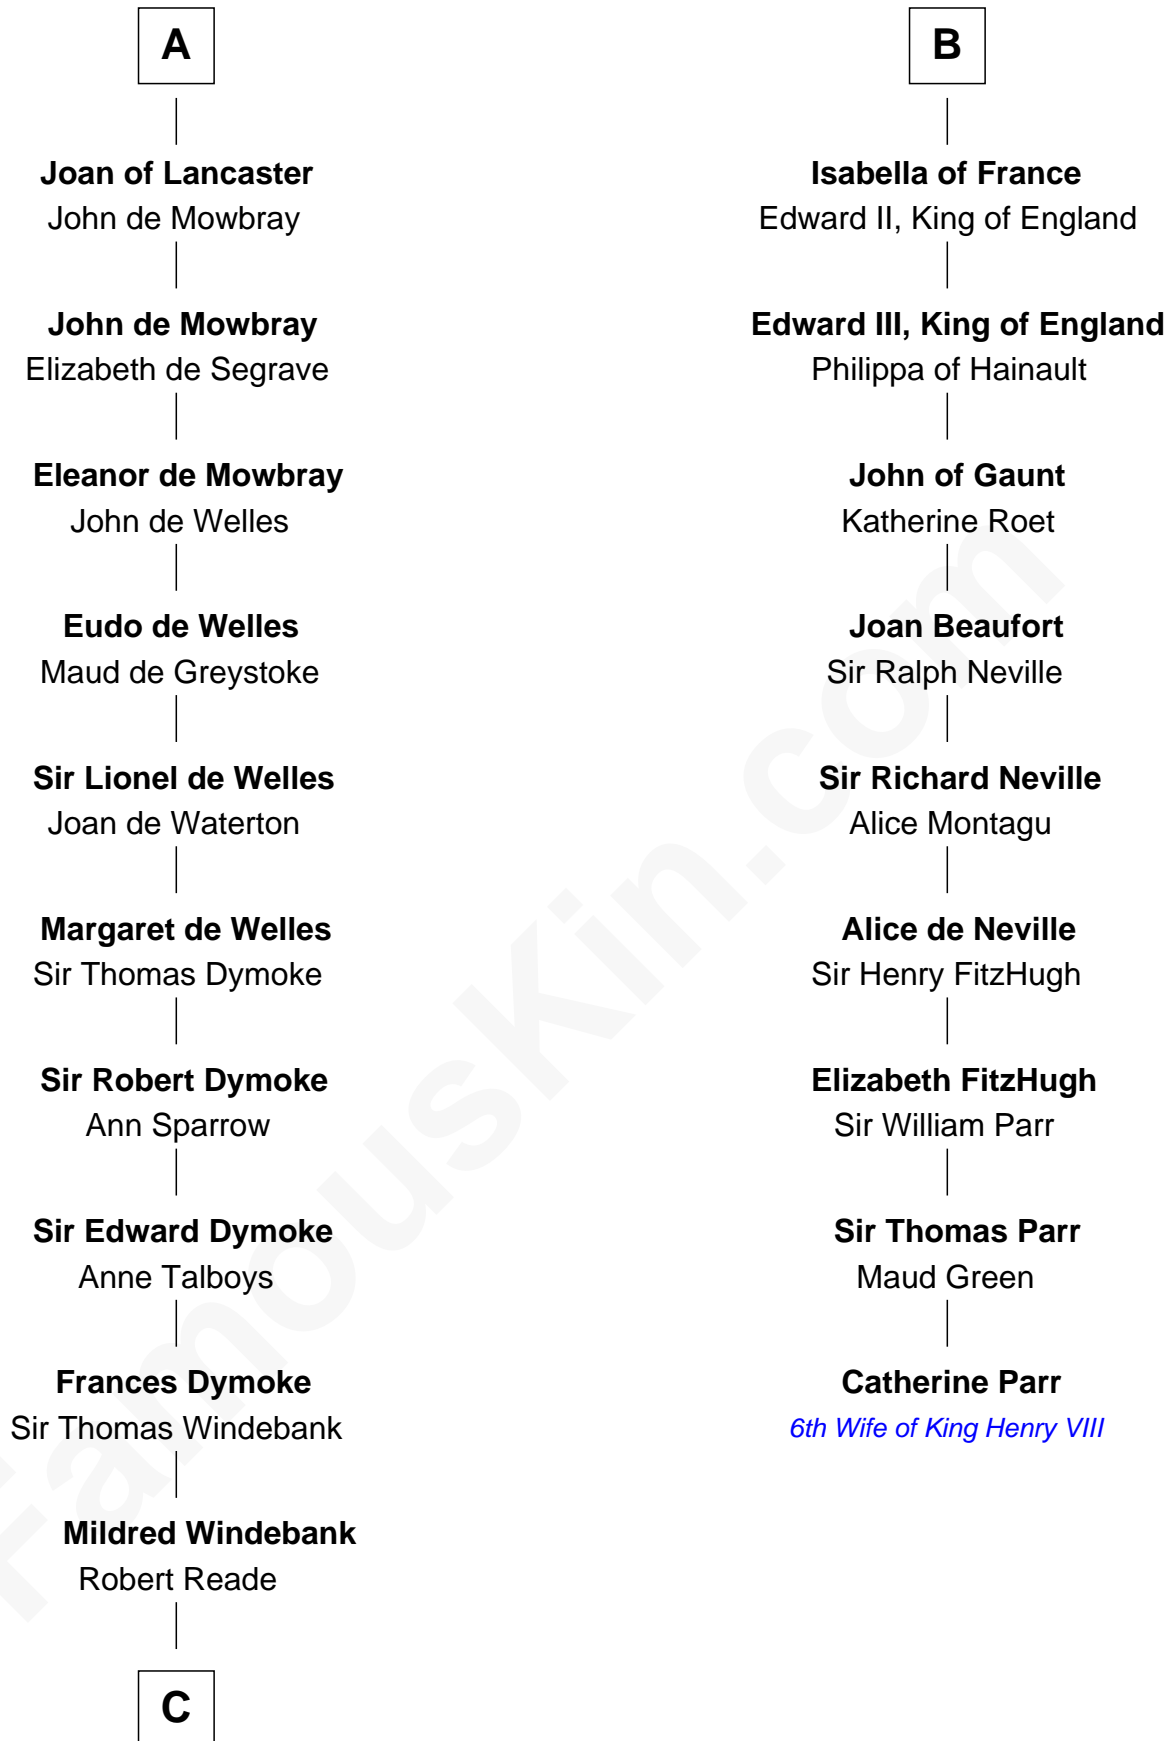 A
Joan of Lancaster
John de Mowbray
John de Mowbray
Elizabeth de Segrave
Eleanor de Mowbray
John de Welles
Eudo de Welles
Maud de Greystoke
Sir Lionel de Welles
Joan de Waterton
Margaret de Welles
Sir Thomas Dymoke
Sir Robert Dymoke
Ann Sparrow
Sir Edward Dymoke
Anne Talboys
Frances Dymoke
Sir Thomas Windebank
Mildred Windebank
Robert Reade
C
B
Isabella of France
Edward II, King of England
Edward III, King of England
Philippa of Hainault
John of Gaunt
Katherine Roet
Joan Beaufort
Sir Ralph Neville
Sir Richard Neville
Alice Montagu
Alice de Neville
Sir Henry FitzHugh
Elizabeth FitzHugh
Sir William Parr
Sir Thomas Parr
Maud Green
Catherine Parr
6th Wife of King Henry VIII
FamousKin.com